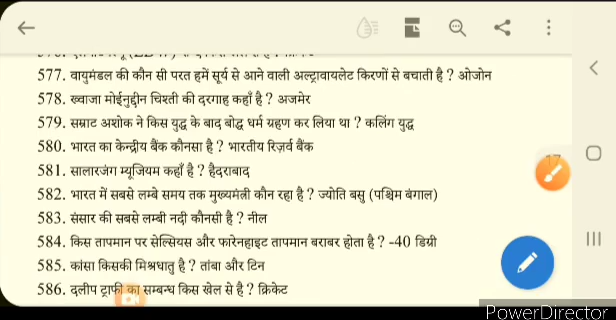 577. वायुमंडल की कौन सी परत हमें सूर्य से आने वाली अल्ट्रावायलेट किरणों से बचाती है ? ओजोन
578. ख्वाजा मोईनुद्दीन चिश्ती की दरगाह कहाँ है ? अजमेर
579. सम्राट अशोक ने किस युद्ध के बाद बोद्ध धर्म ग्रहण कर लिया था ? कलिंग युद्ध
580. भारत का केन्द्रीय बैंक कौनसा है ? भारतीय रिज़र्व बैंक
581. सालारजंग म्यूजियम कहाँ है ? हैदराबाद
17
582. भारत में सबसे लम्बे समय तक मुख्यमंत्री कौन रहा है ? ज्योति बसु (पश्चिम बंगाल)
583. संसार की सबसे लम्बी नदी कौनसी है ? नील
584. किस तापमान पर सेल्सियस और फारेनहाइट तापमान बराबर होता है ? -40 डिग्री
585. कांसा किसकी मिश्रधातु है ? तांबा और टिन
586. दलीप ट्राफी का सम्बन्ध किस खेल से है ? क्रिकेट
PowerDirector